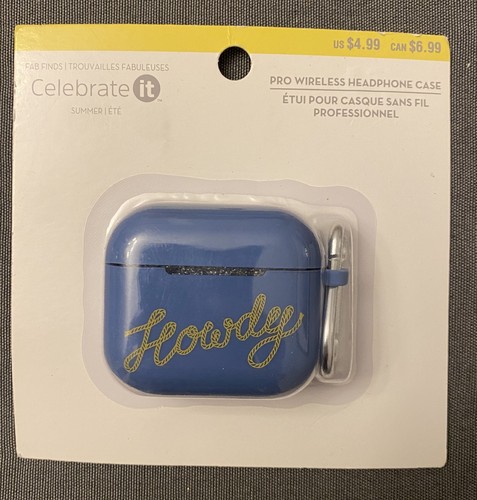 US $4.99 CAN $6.99
FAB FINDS | TROUVAILLES FABULEUSES
Celebrate it™
SUMMER | ÉTÉ
PRO WIRELESS HEADPHONE CASE
ÉTUI POUR CASQUE SANS FIL
PROFESSIONNEL
Howdy